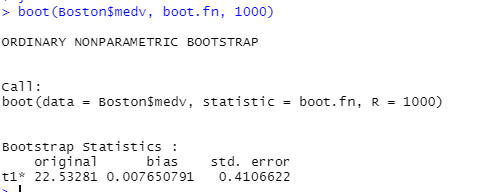 > boot(Boston$medv, boot.fn, 1000)
ORDINARY NONPARAMETRIC BOOTSTRAP
Call:
boot(data = Boston$medv, statistic = boot.fn, R = 1000)
Bootstrap Statistics :
    original      bias    std. error
t1* 22.53281 0.007650791   0.4106622
>